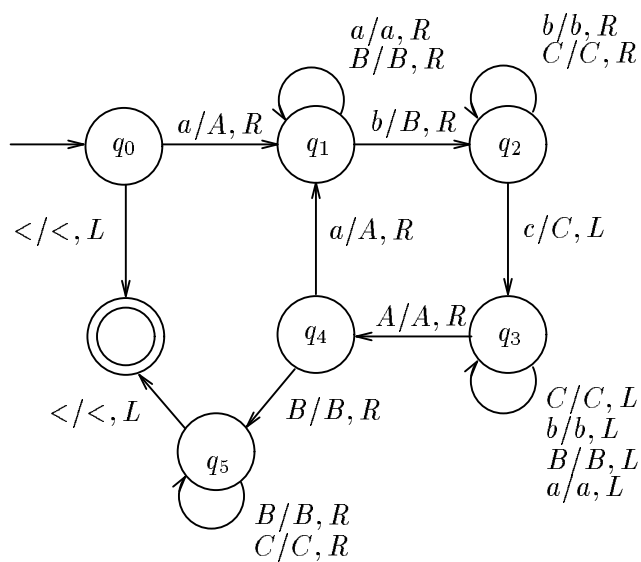 a/a, R
B/B, R
b/b, R
C/C, R
q0
a/A, R
q1
b/B, R
q2
</</, L
a/A, R
c/C, L
q4
A/A, R
q3
</</, L
B/B, R
q5
C/C, L
b/b, L
B/B, L
a/a, L
B/B, R
C/C, R